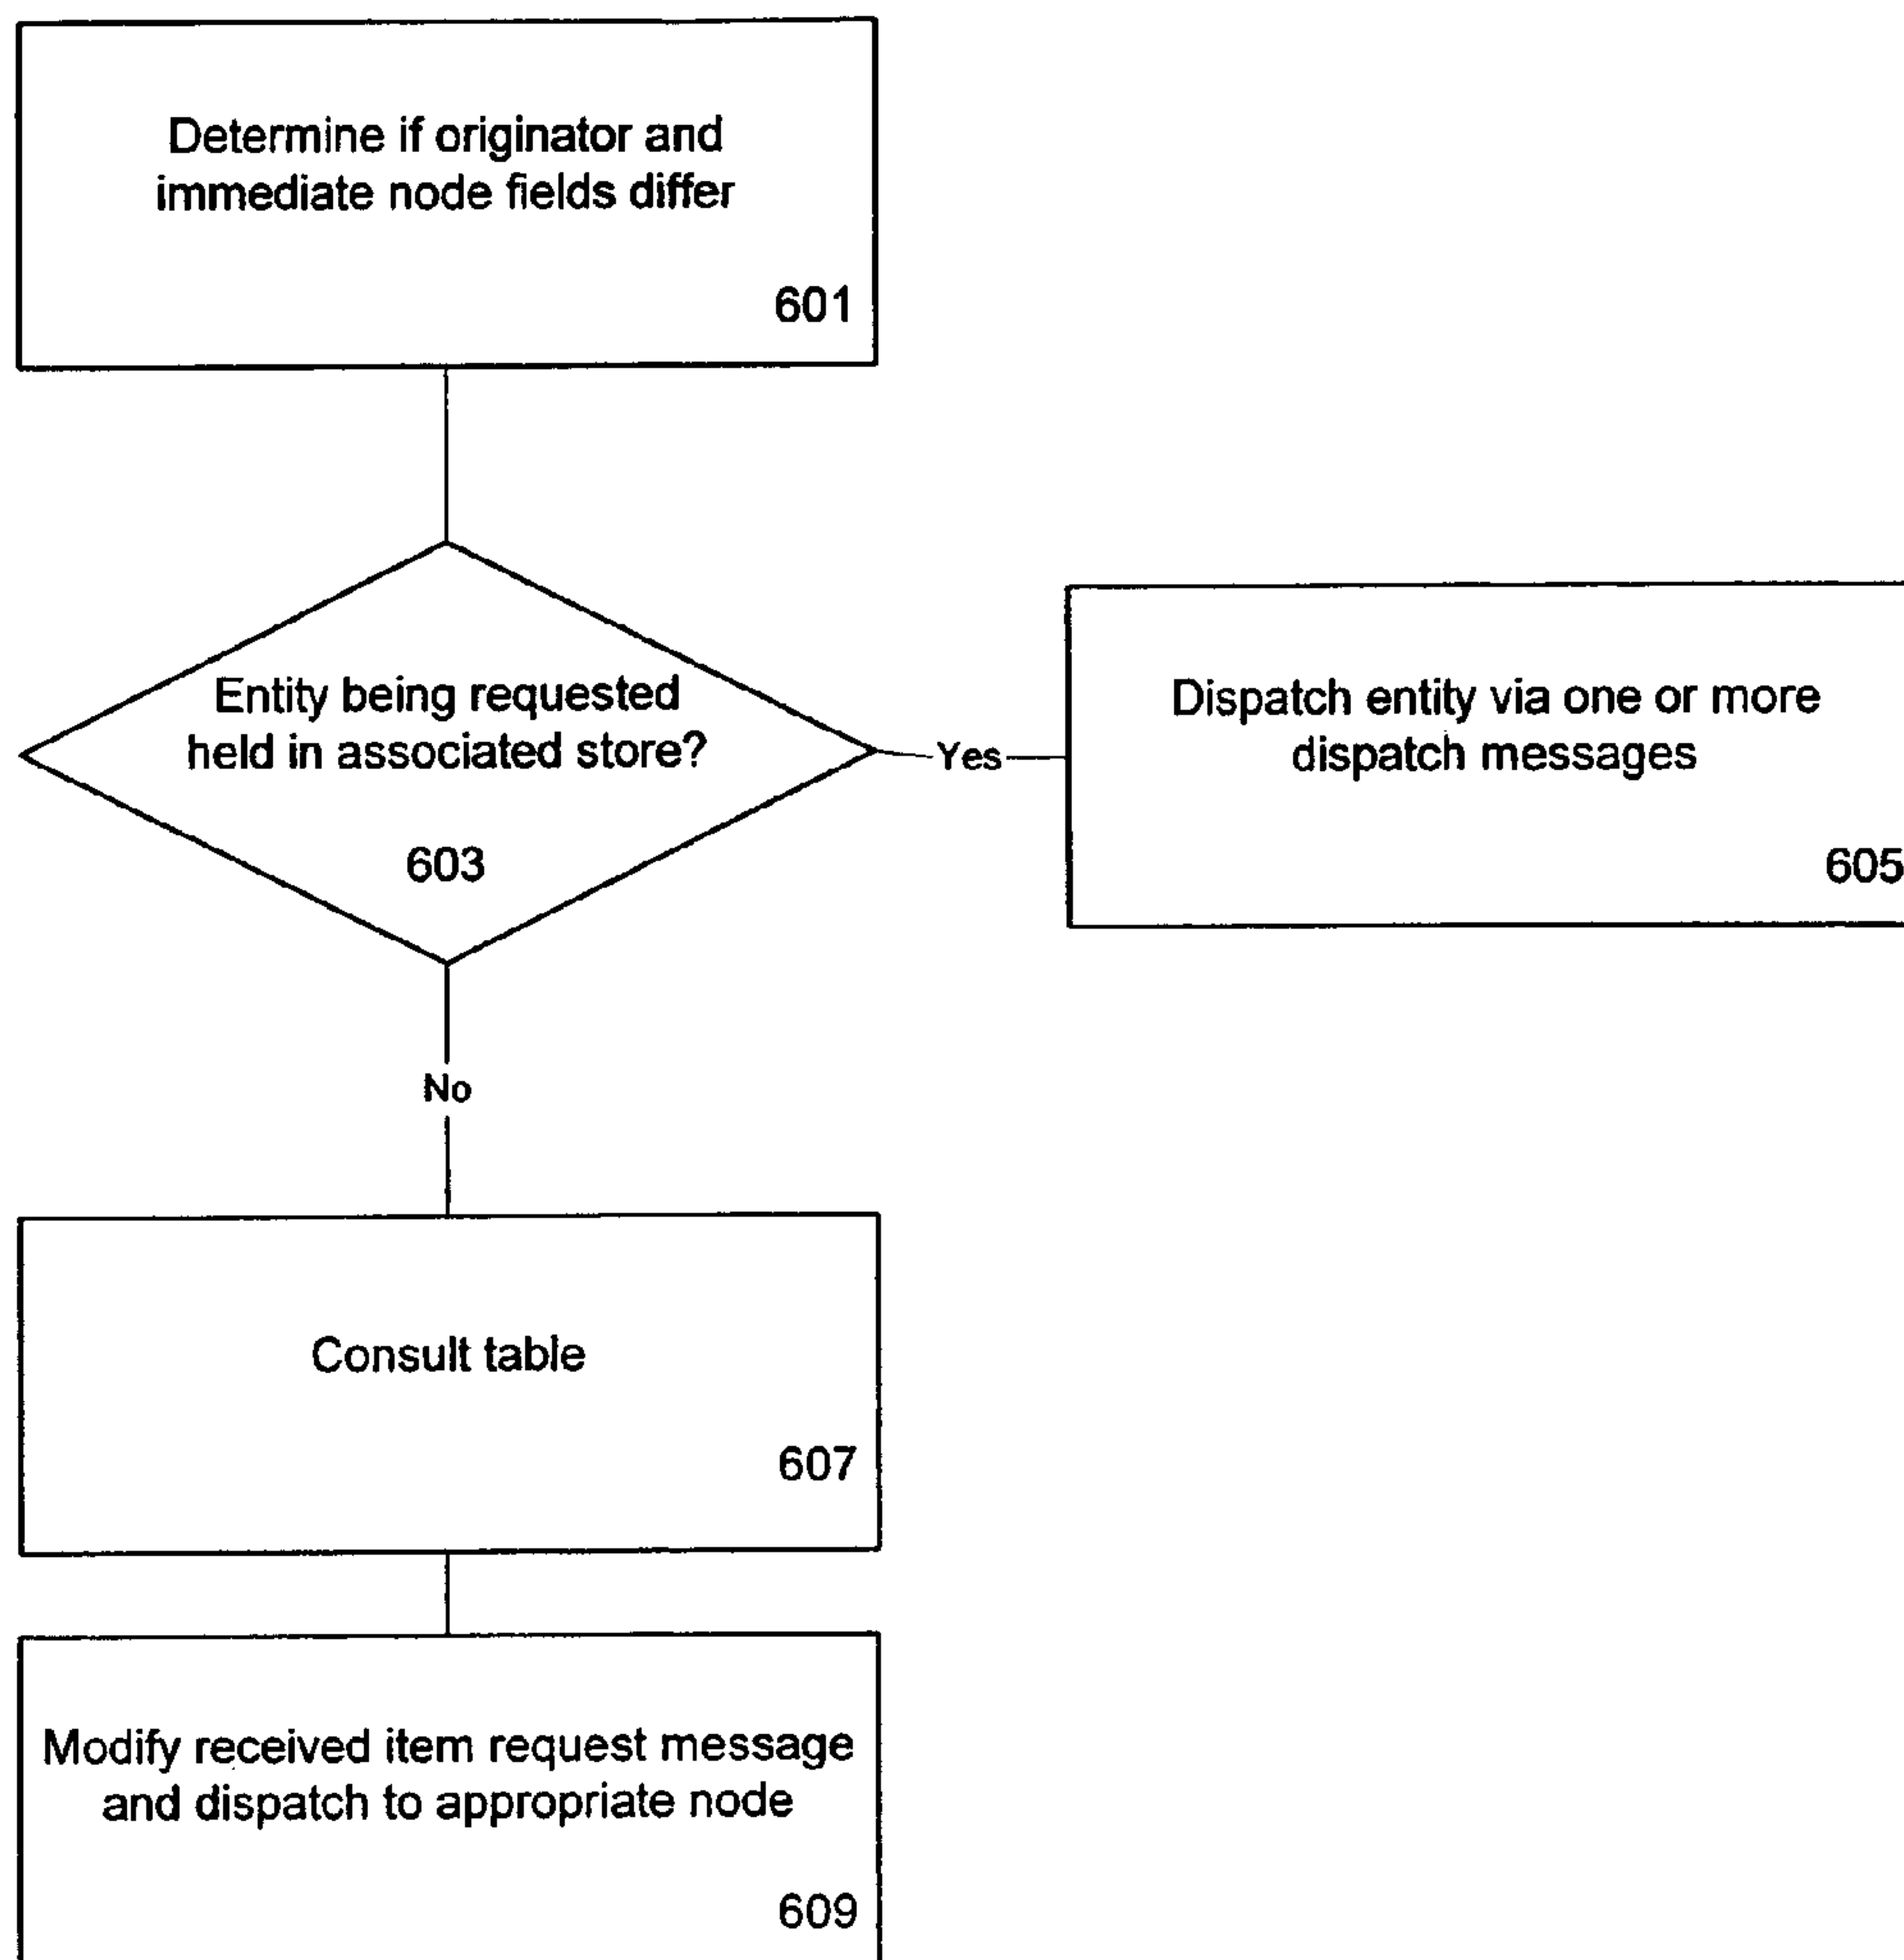 Determine if originator and
immediate node fields differ
601
Entity being requested
held in associated store?
603
Yes
Dispatch entity via one or more
dispatch messages
605
No
Consult table
607
Modify received item request message
and dispatch to appropriate node
609